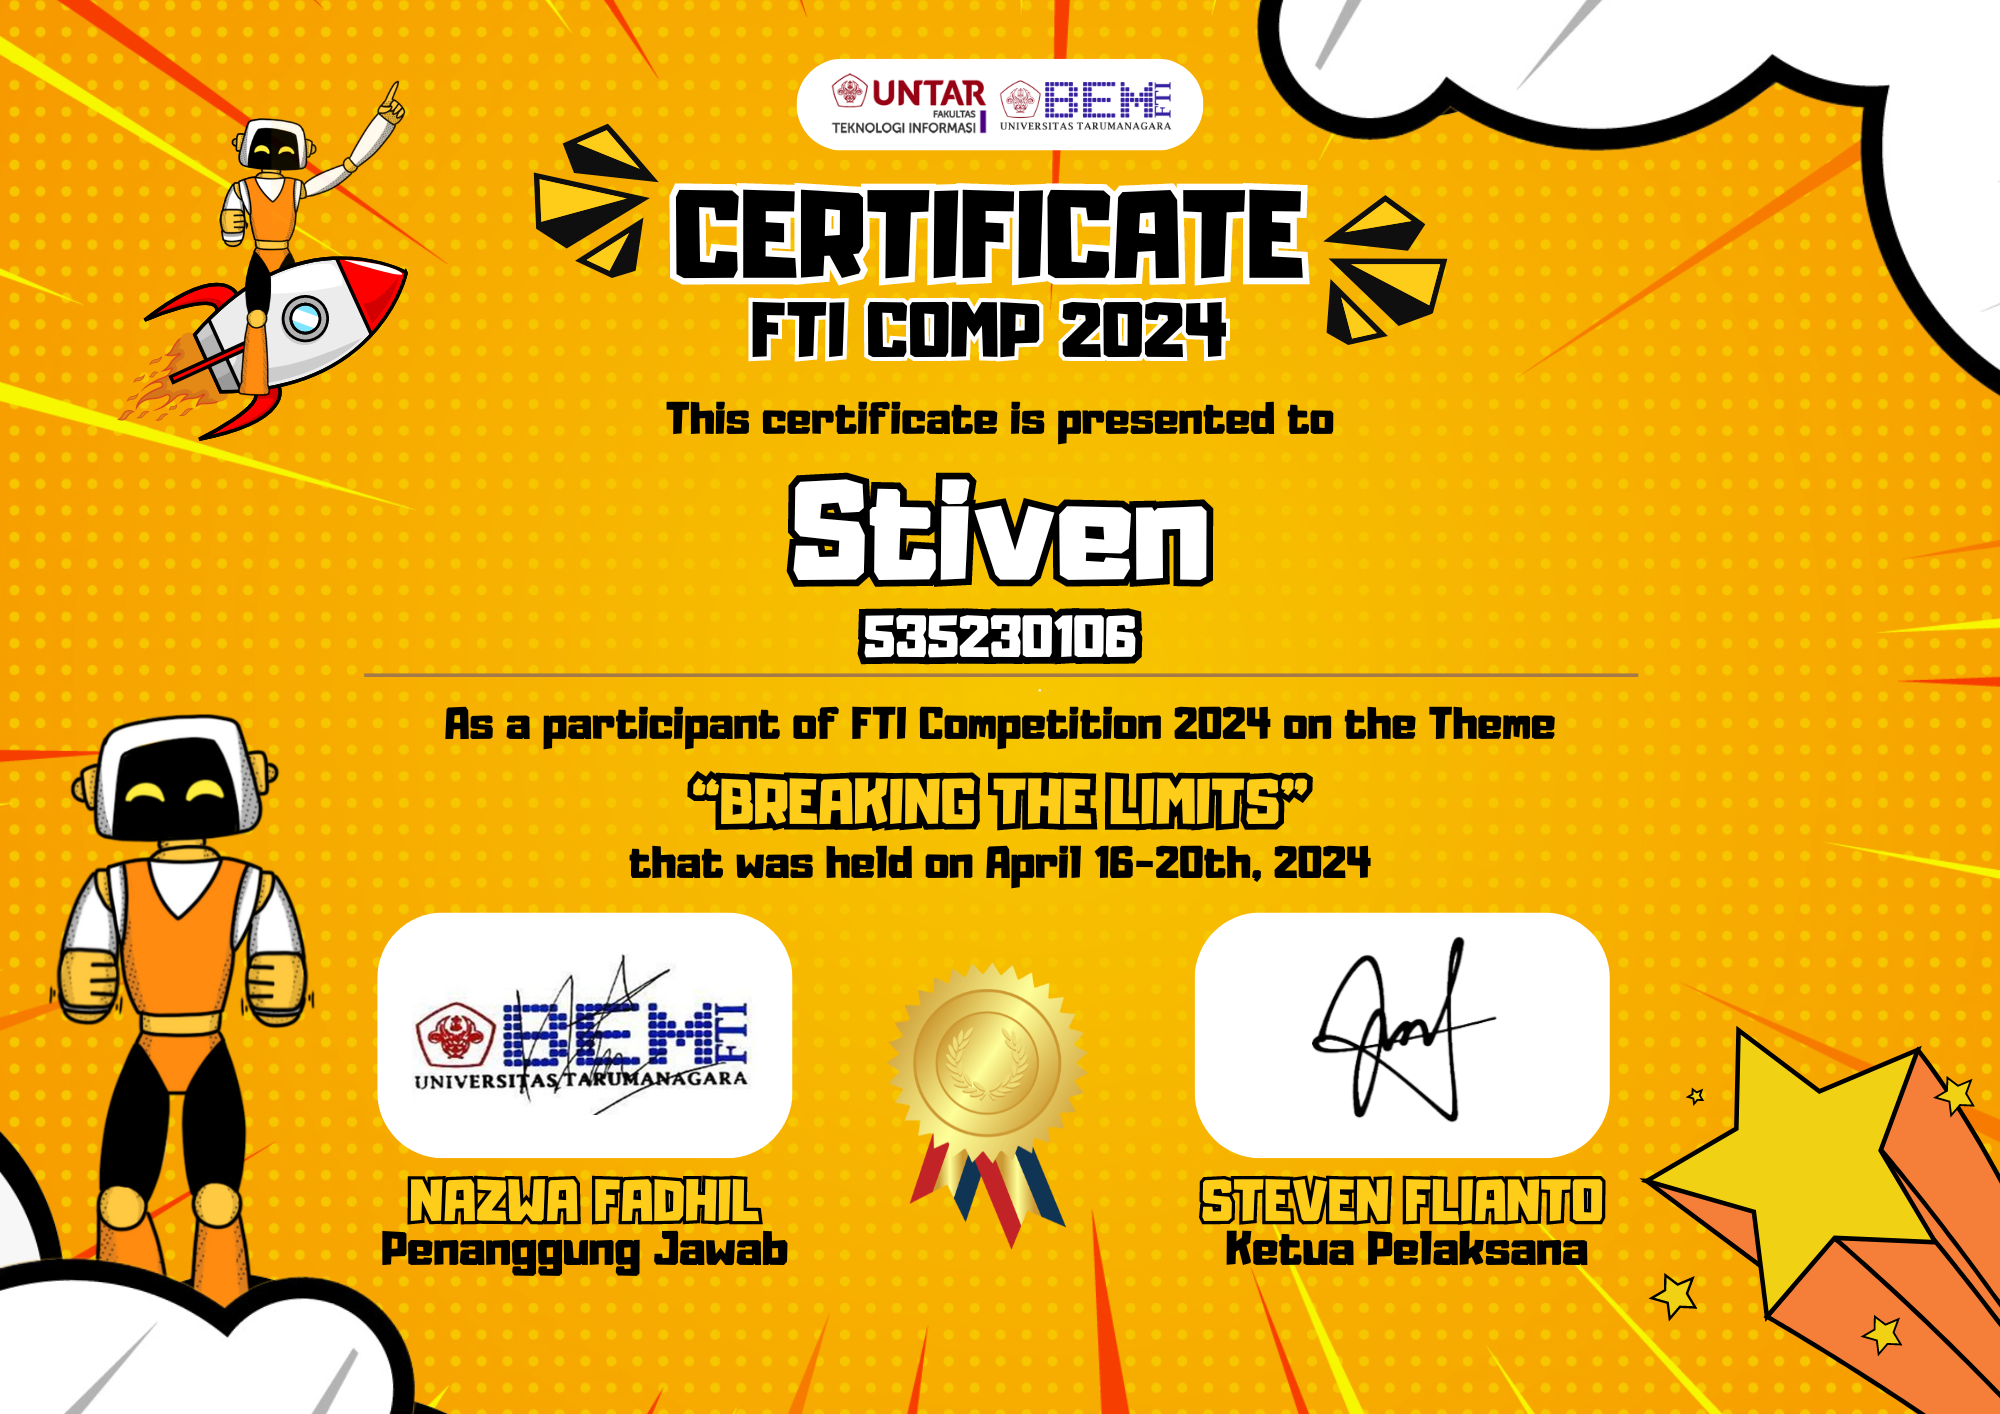 UNTAR
FAKULTAS
TEKNOLOGI INFORMASI
BEM FTI
UNIVERSITAS TARUMANAGARA
CERTIFICATE
FTI COMP 2024
This certificate is presented to
Stiven
535230106
As a participant of FTI Competition 2024 on the Theme
“BREAKING THE LIMITS”
that was held on April 16-20th, 2024
BEM FTI
UNIVERSITAS TARUMANAGARA
NAZWA FADHIL
Penanggung Jawab
STEVEN FLIANTO
Ketua Pelaksana